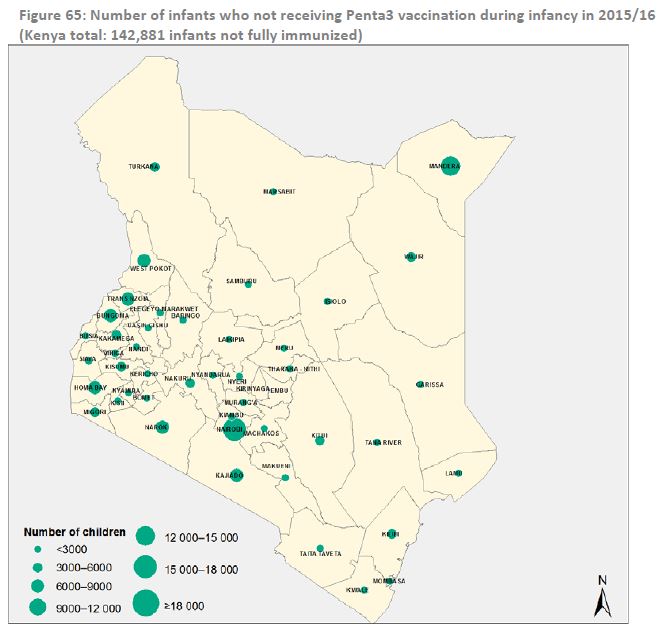 Figure 65: Number of infants who not receiving Penta3 vaccination during infancy in 2015/16
(Kenya total: 142,881 infants not fully immunized)
TURKANA
MANDERA
MARSABIT
WAJIR
WEST POKOT
SAMBURU
TRANS NZOIA
ISIOLO
ELEGEYO-MARAKWET
BUNGOMA
BARINGO
UASIN GISHU
BUSIA
KAKAMEGA
LAIKIPIA
NANDI
MERU
VIHIGA
SIAYA
KISUMU
THARAKA - NITHI
KERICHO
NYANDARUA
NAKURU
NYERI
GARISSA
HOMA BAY
NYAMIRA
KIRINYAGA
EMBU
BOMET
KISII
MURANG'A
MIGORI
KIAMBU
NAROK
NAIROBI
MACHAKOS
KITUI
TANA RIVER
MAKUENI
KAJIADO
LAMU
KILIFI
TAITA TAVETA
MOMBASA
KWALE
Number of children
<3000
3000–6000
6000–9000
9000–12 000
12 000–15 000
15 000–18 000
≥18 000
N